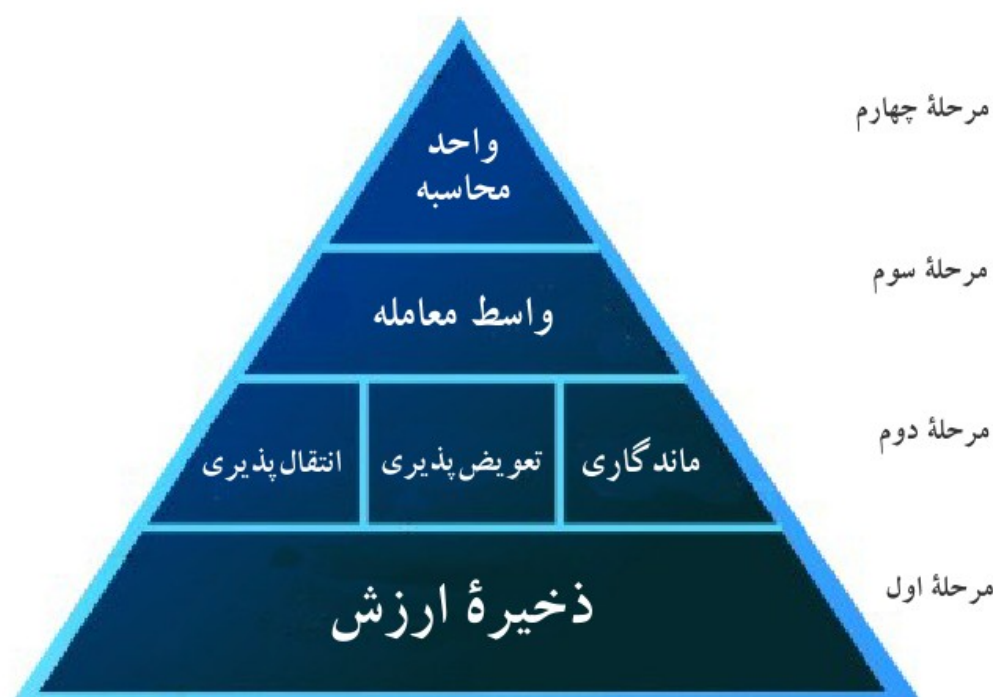 مرحلهٔ چهارم
واحد
محاسبه
مرحلهٔ سوم
واسط معامله
مرحلهٔ دوم
ماندگاری
تعویض‌پذیری
انتقال‌پذیری
مرحلهٔ اول
ذخیرهٔ ارزش